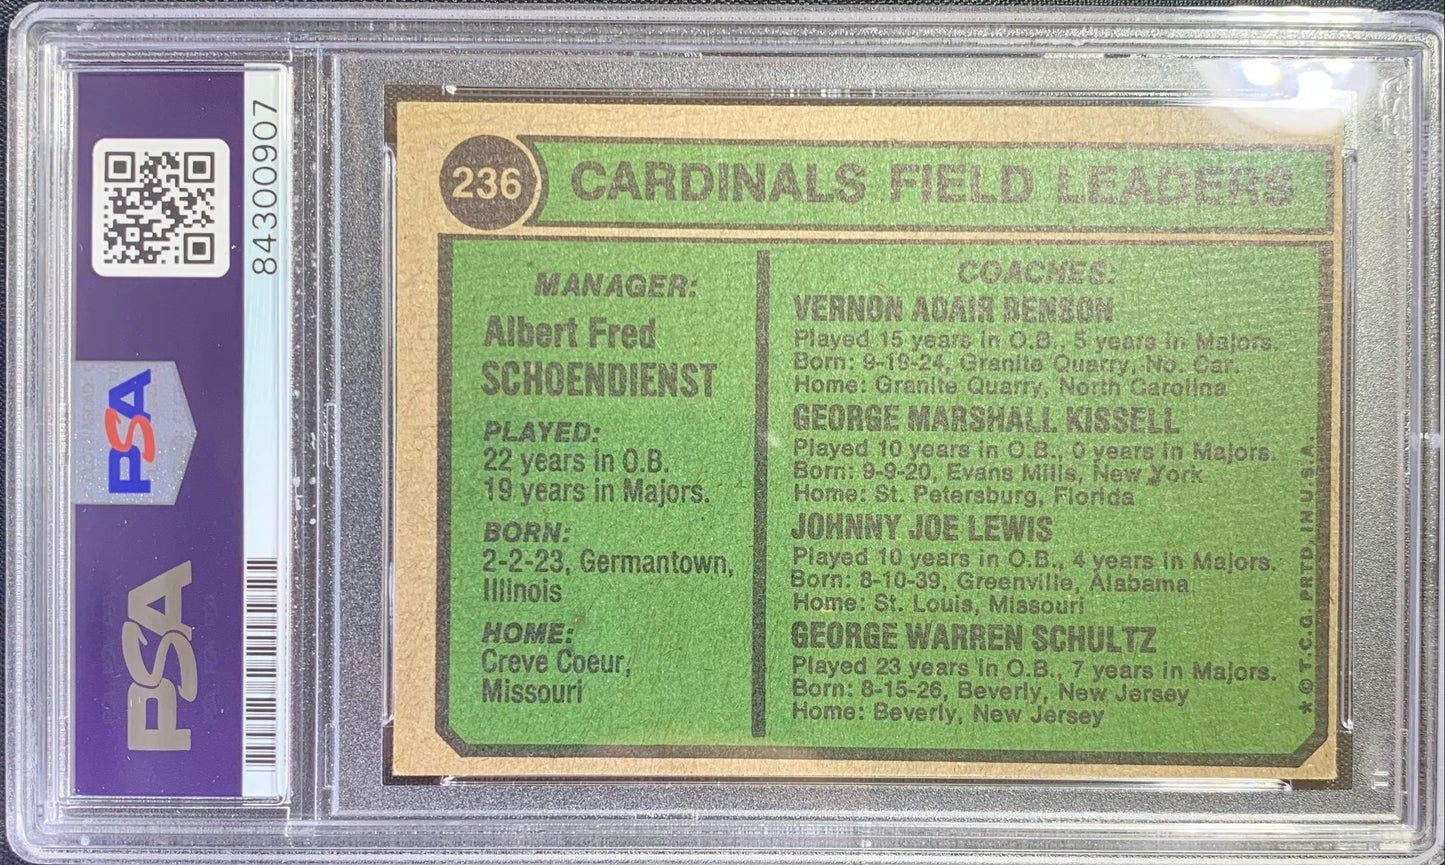 84300907
PSA
PSA
236
CARDINALS FIELD LEADERS
MANAGER:
Albert Fred
SCHOENDIENST
PLAYED:
22 years in O.B.
19 years in Majors.
BORN:
2-2-23, Germantown,
Illinois
HOME:
Creve Coeur,
Missouri
COACHES:
VERNON ADAIR BENSON
Played 15 years in O.B., 5 years in Majors.
Born: 9-19-24, Granite Quarry, No. Car.
Home: Granite Quarry, North Carolina
GEORGE MARSHALL KISSELL
Played 10 years in O.B., 0 years in Majors.
Born: 9-9-20, Evans Mills, New York
Home: St. Petersburg, Florida
JOHNNY JOE LEWIS
Played 10 years in O.B., 4 years in Majors.
Born: 8-10-39, Greenville, Alabama
Home: St. Louis, Missouri
GEORGE WARREN SCHULTZ
Played 23 years in O.B., 7 years in Majors.
Born: 8-15-26, Beverly, New Jersey
Home: Beverly, New Jersey
* © T.C.G. PRTD. IN U.S.A.